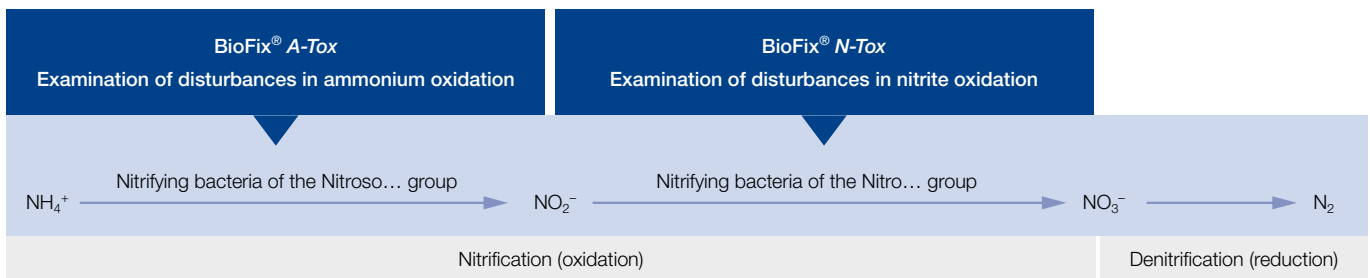 BioFix® A-Tox
Examination of disturbances in ammonium oxidation
BioFix® N-Tox
Examination of disturbances in nitrite oxidation
Nitrifying bacteria of the Nitroso… group
Nitrifying bacteria of the Nitro… group
NH₄⁺
NO₂⁻
NO₃⁻
N₂
Nitrification (oxidation)
Denitrification (reduction)